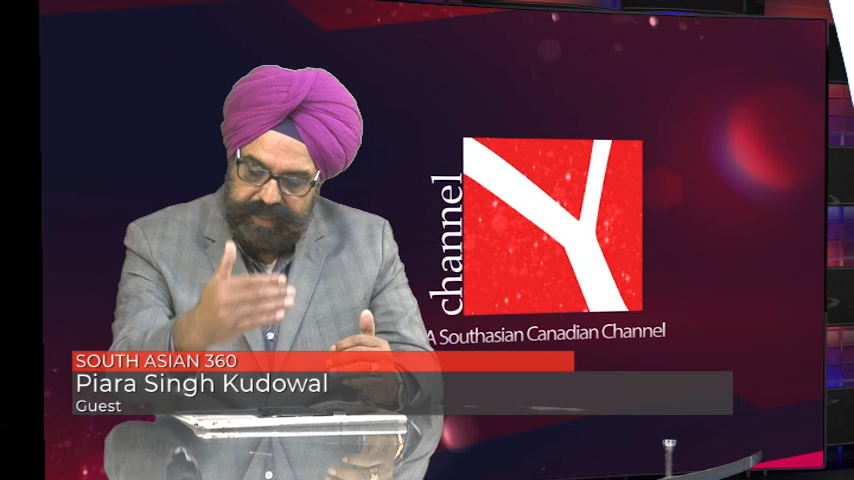 channel
A Southasian Canadian Channel
SOUTH ASIAN 360
Piara Singh Kudowal
Guest